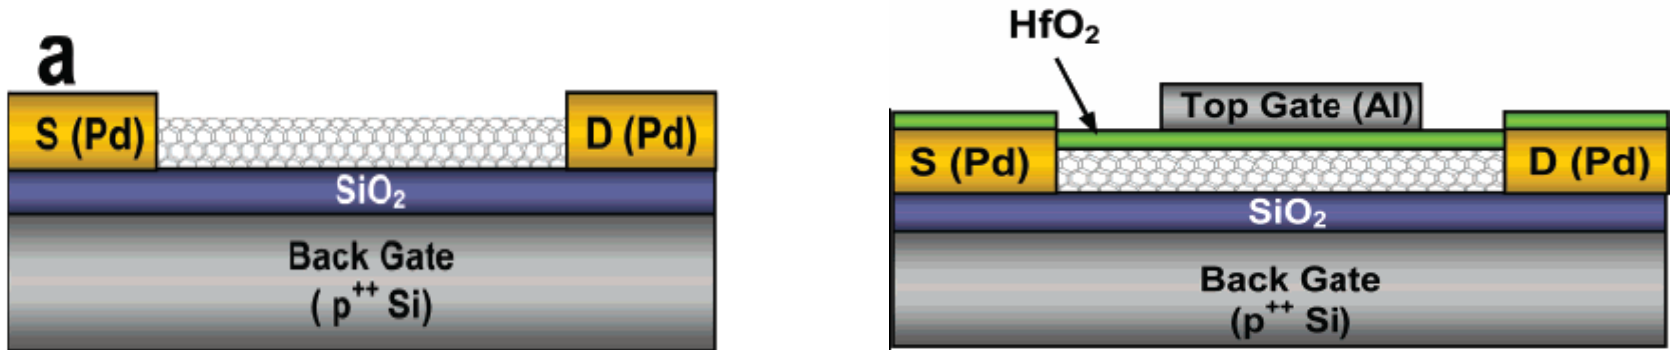 a
S (Pd)
D (Pd)
SiO₂
Back Gate
( p⁺⁺ Si)
HfO₂
Top Gate (Al)
S (Pd)
D (Pd)
SiO₂
Back Gate
(p⁺⁺ Si)